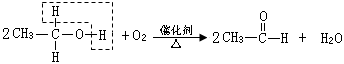 H O
2CH₃—C—O—H + O₂ 催化剂 △ 2CH₃—C—H + H₂O
H